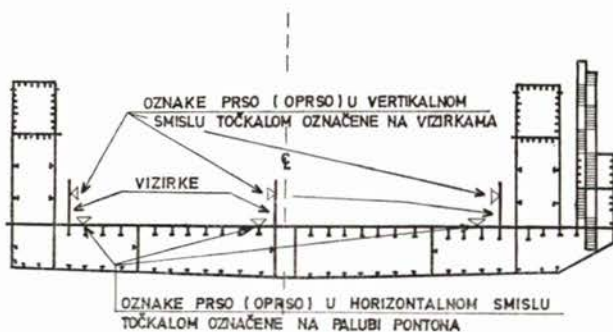 OZNAKE PRSO (OPRSO) U VERTIKALNOM
SMISLU TOČKALOM OZNAČENE NA VIZIRKAMA
VIZIRKE
OZNAKE PRSO (OPRSO) U HORIZONTALNOM SMISLU
TOČKALOM OZNAČENE NA PALUBI PONTONA